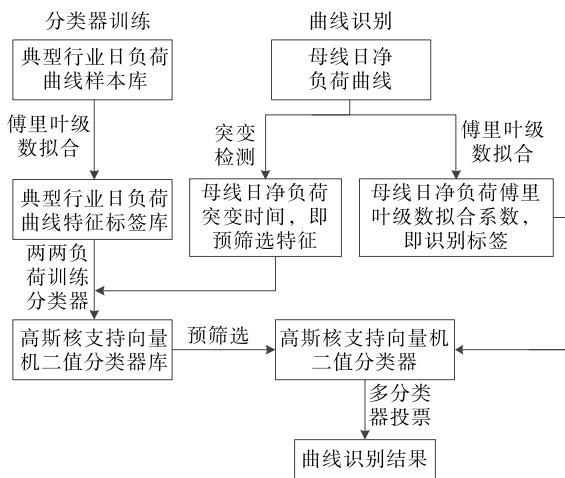 分类器训练
曲线识别
典型行业日负荷
曲线样本库
母线日净
负荷曲线
傅里叶级
数拟合
突变
检测
傅里叶级
数拟合
典型行业日负荷
曲线特征标签库
母线日净负荷
突变时间，即
预筛选特征
母线日净负荷傅里
叶级数拟合系数，
即识别标签
两两负
荷训练
分类器
高斯核支持向量
机二值分类器库
预筛选
高斯核支持向量机
二值分类器
多分类
器投票
曲线识别结果